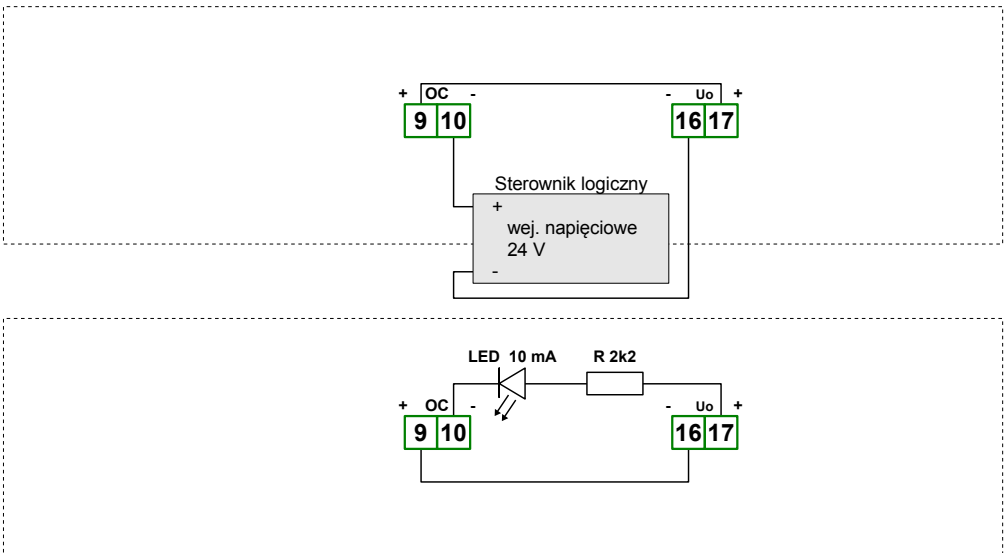 + OC - - Uo +
9 10 16 17
Sterownik logiczny
+
wej. napięciowe
24 V
-
LED 10 mA R 2k2
+ OC - - Uo +
9 10 16 17